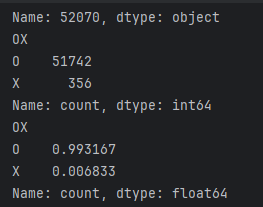 Name: 52070, dtype: object
OX
O    51742
X      356
Name: count, dtype: int64
OX
O    0.993167
X    0.006833
Name: count, dtype: float64